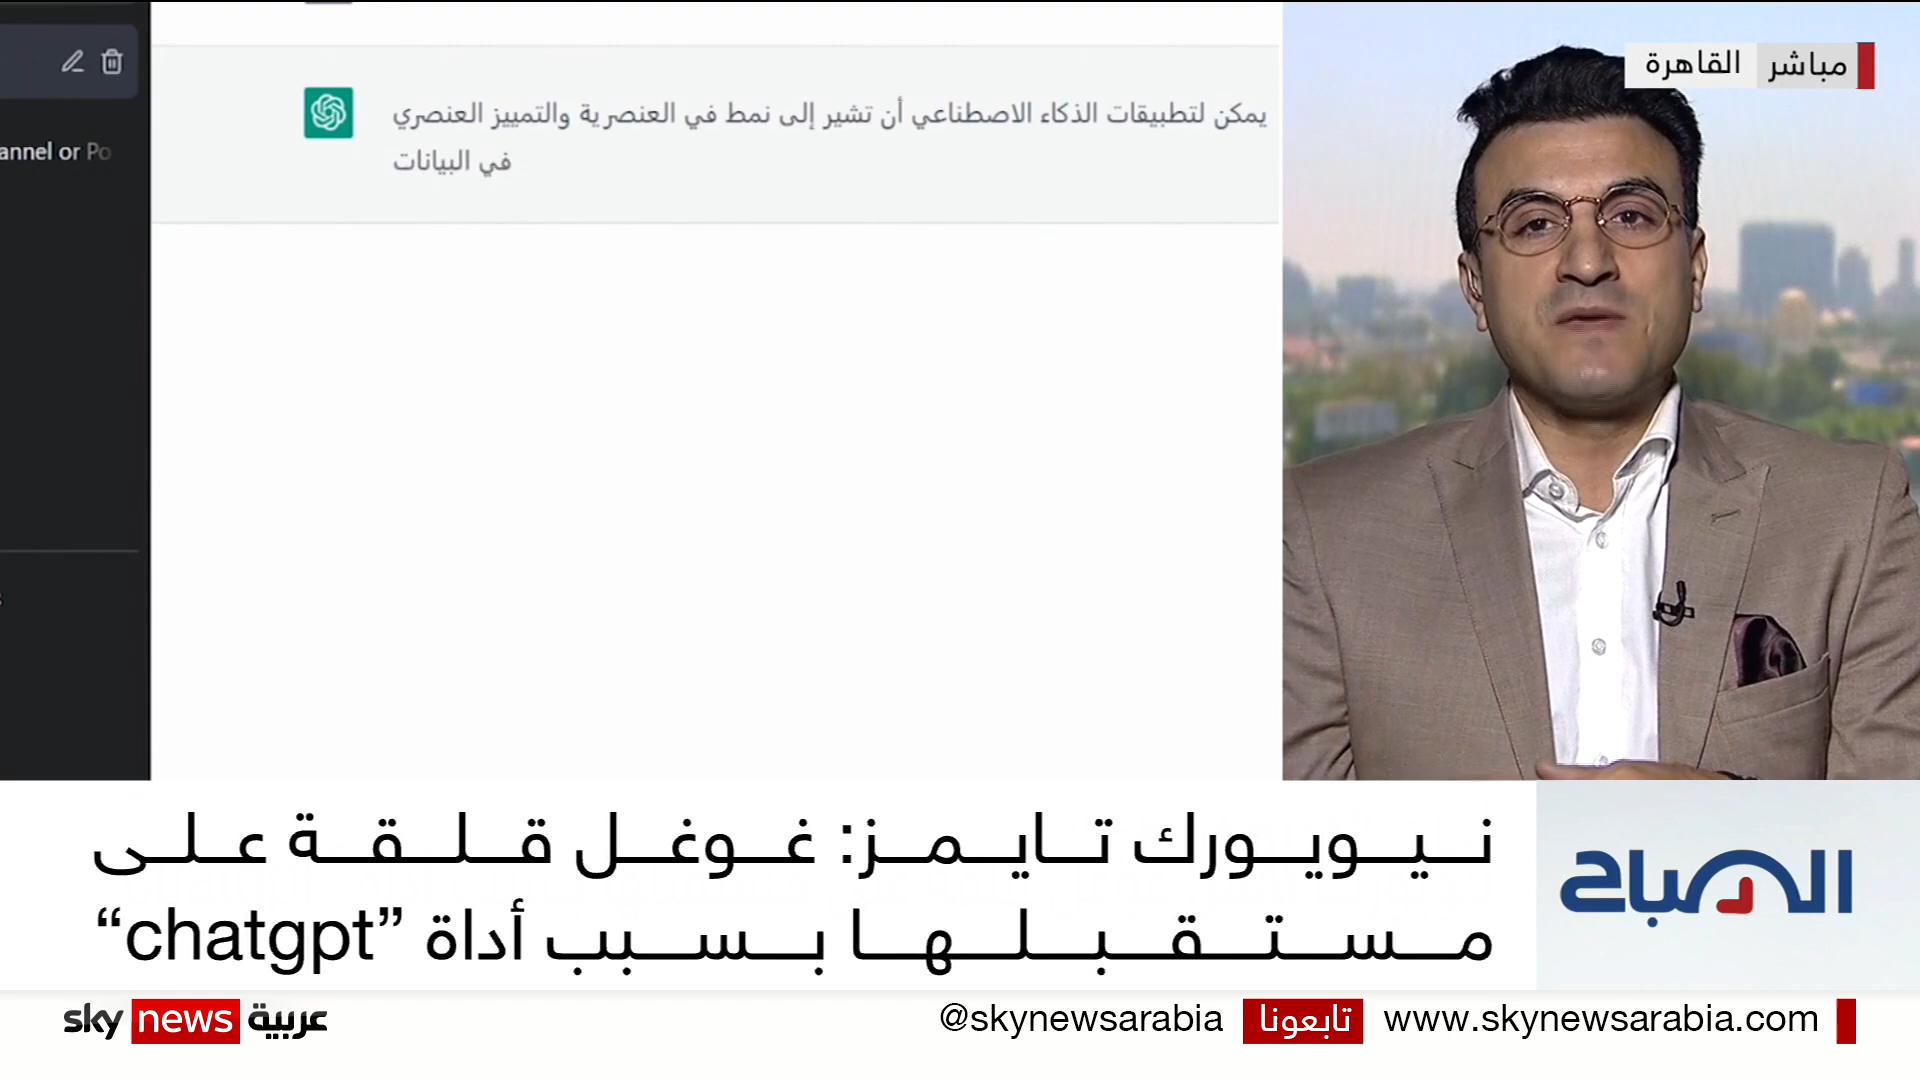 مباشر القاهرة
يمكن لتطبيقات الذكاء الاصطناعي أن تشير إلى نمط في العنصرية والتمييز العنصري
في البيانات
annel or Po
نيويورك تايمز: غوغل قلقة على
مستقبلها بسبب أداة “chatgpt”
الصباح
sky news عربية
@skynewsarabia تابعونا www.skynewsarabia.com